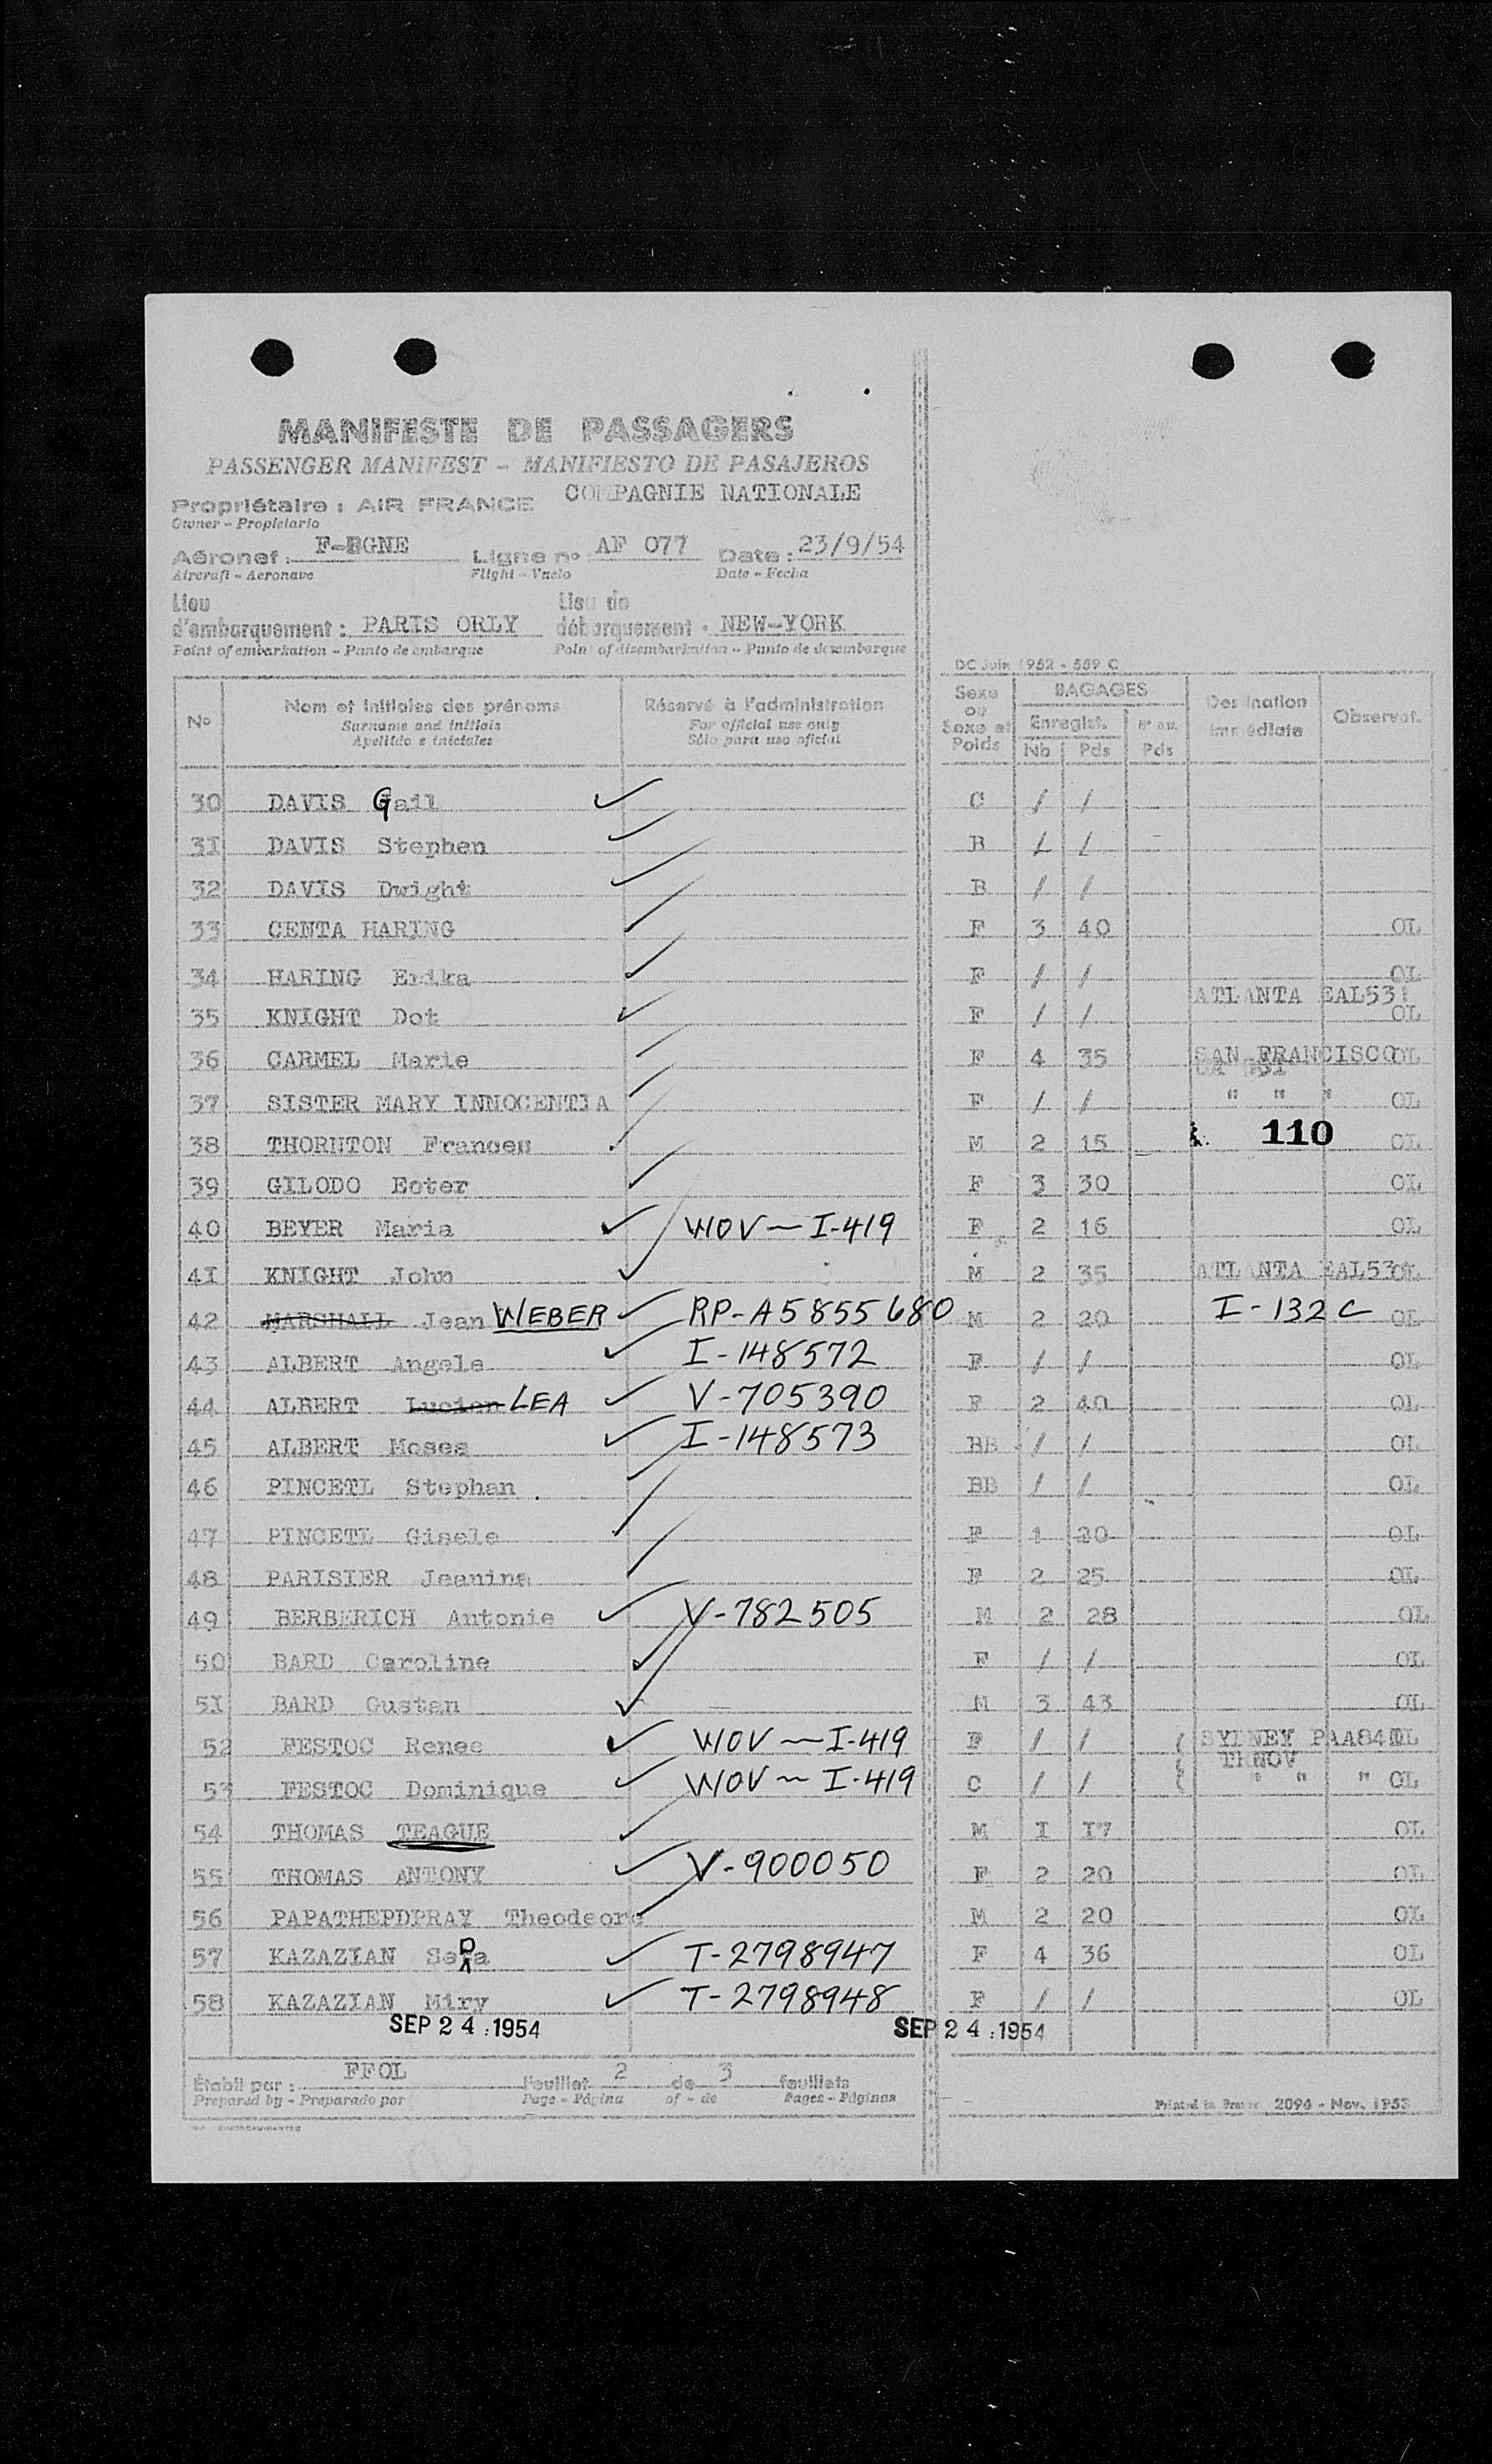 MANIFESTE DE PASSAGERS
PASSENGER MANIFEST - MANIFIESTO DE PASAJEROS
Propriétaire : AIR FRANCE COMPAGNIE NATIONALE
Owner - Propietario
Aéronef : F-BGNE Ligne no AF 077 Date : 23/9/54
Aircraft - Aeronave Flight - Vuelo Date - Fecha
Lieu Lieu de
d'embarquement : PARIS ORLY débarquement . NEW-YORK
Point of embarkation - Punto de embarque Point of disembarkation - Punto de desembarque
DC Juin 1952 - 559 C
No Nom et initiales des prénoms Réservé à l'administration Sexe ou Sexe et Poids BAGAGES Destination immédiate Observat.
Surname and initials For official use only Enregist.
Apellido e iniciales Sólo para uso oficial Nb Pds Pds
30 DAVIS Gail ✓ C / /
3I DAVIS Stephen ✓ B / /
32 DAVIS Dwight ✓ B / /
33 CENTA HARING ✓ F 3 40 OL
34 HARING Erika ✓ F / / OL
35 KNIGHT Dot ✓ F / / ATLANTA EAL531 OL
36 CARMEL Marie ✓ F 4 35 SAN FRANCISCO OL
37 SISTER MARY INNOCENTIA ✓ F / / " " " OL
38 THORNTON Frances ✓ M 2 15 110 OL
39 GILODO Ester ✓ F 3 30 OL
40 BEYER Maria ✓ WOV - I-419 F 2 16 OL
4I KNIGHT John ✓ M 2 35 ATLANTA EAL531 OL
42 MARSHALL Jean WEBER ✓ RP-A5855680 M 2 20 I-132C OL
43 ALBERT Angele ✓ I-148572 F / / OL
44 ALBERT Lucien LEA ✓ V-705390 F 2 40 OL
45 ALBERT Moses ✓ I-148573 BB / / OL
46 PINCETL Stephan . ✓ BB / / OL
47 PINCETL Gisele ✓ F 1 20 OL
48 PARISIER Jeanine ✓ F 2 25 OL
49 BERBERICH Antonie ✓ V-782505 M 2 28 OL
50 BARD Caroline ✓ F / / OL
5I BARD Gustan ✓ M 3 43 OL
52 FESTOC Renee ✓ WOV - I-419 F / / SYDNEY PAA841 OL
53 FESTOC Dominique ✓ WOV - I-419 C / / " " " OL
54 THOMAS TEAGUE ✓ M I I7 OL
55 THOMAS ANTONY ✓ V-900050 F 2 20 OL
56 PAPATHEPDPRAY Theodeore ✓ M 2 20 OL
57 KAZAZIAN ✓ T-2798947 F 4 36 OL
58 KAZAZIAN Miry ✓ T-2798948 F / / OL
SEP 24 1954 SEP 24 1954
Établi par : FFOL Feuillet 2 de 3 feuillets
Prepared by - Preparado por Page - Página of - de Pages - Páginas
Printed in France 2094 - Nov. 1953